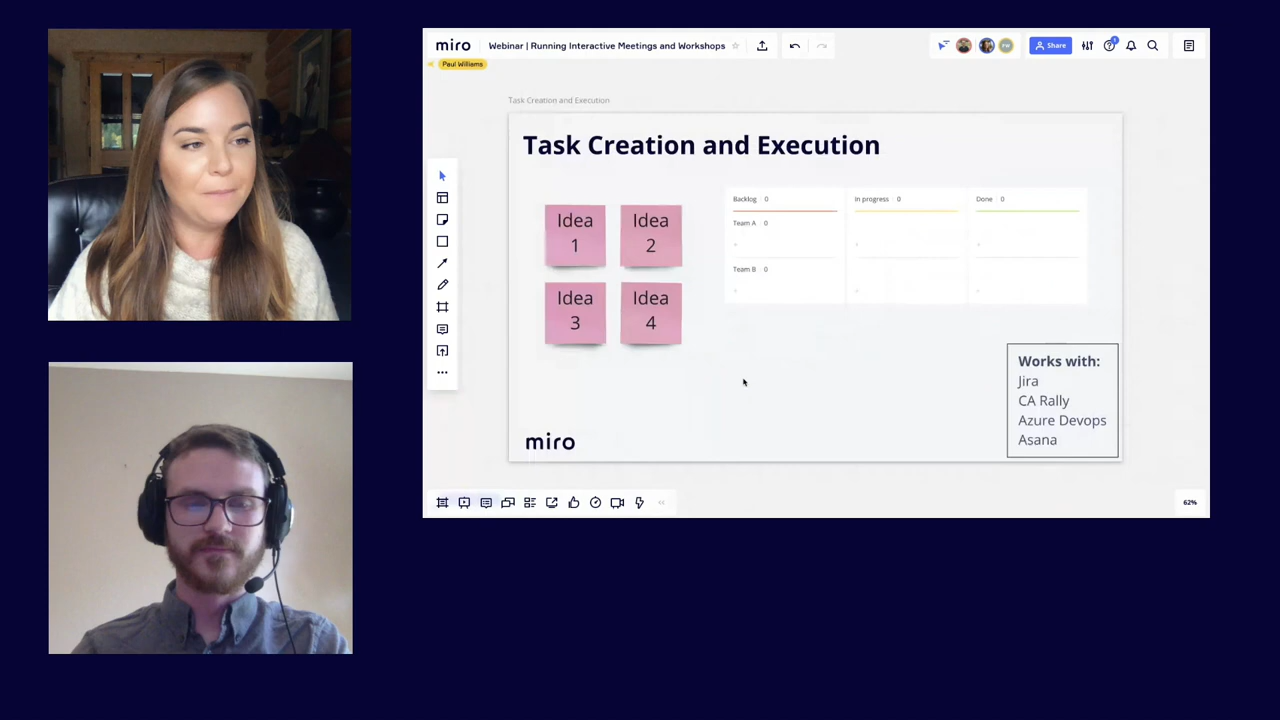 miro
Webinar | Running Interactive Meetings and Workshops
Share
Paul Williams
Task Creation and Execution
Task Creation and Execution
Idea 1
Idea 2
Idea 3
Idea 4
Backlog 0
In progress 0
Done 0
Team A 0
Team B 0
Works with:
Jira
CA Rally
Azure Devops
Asana
miro
62%